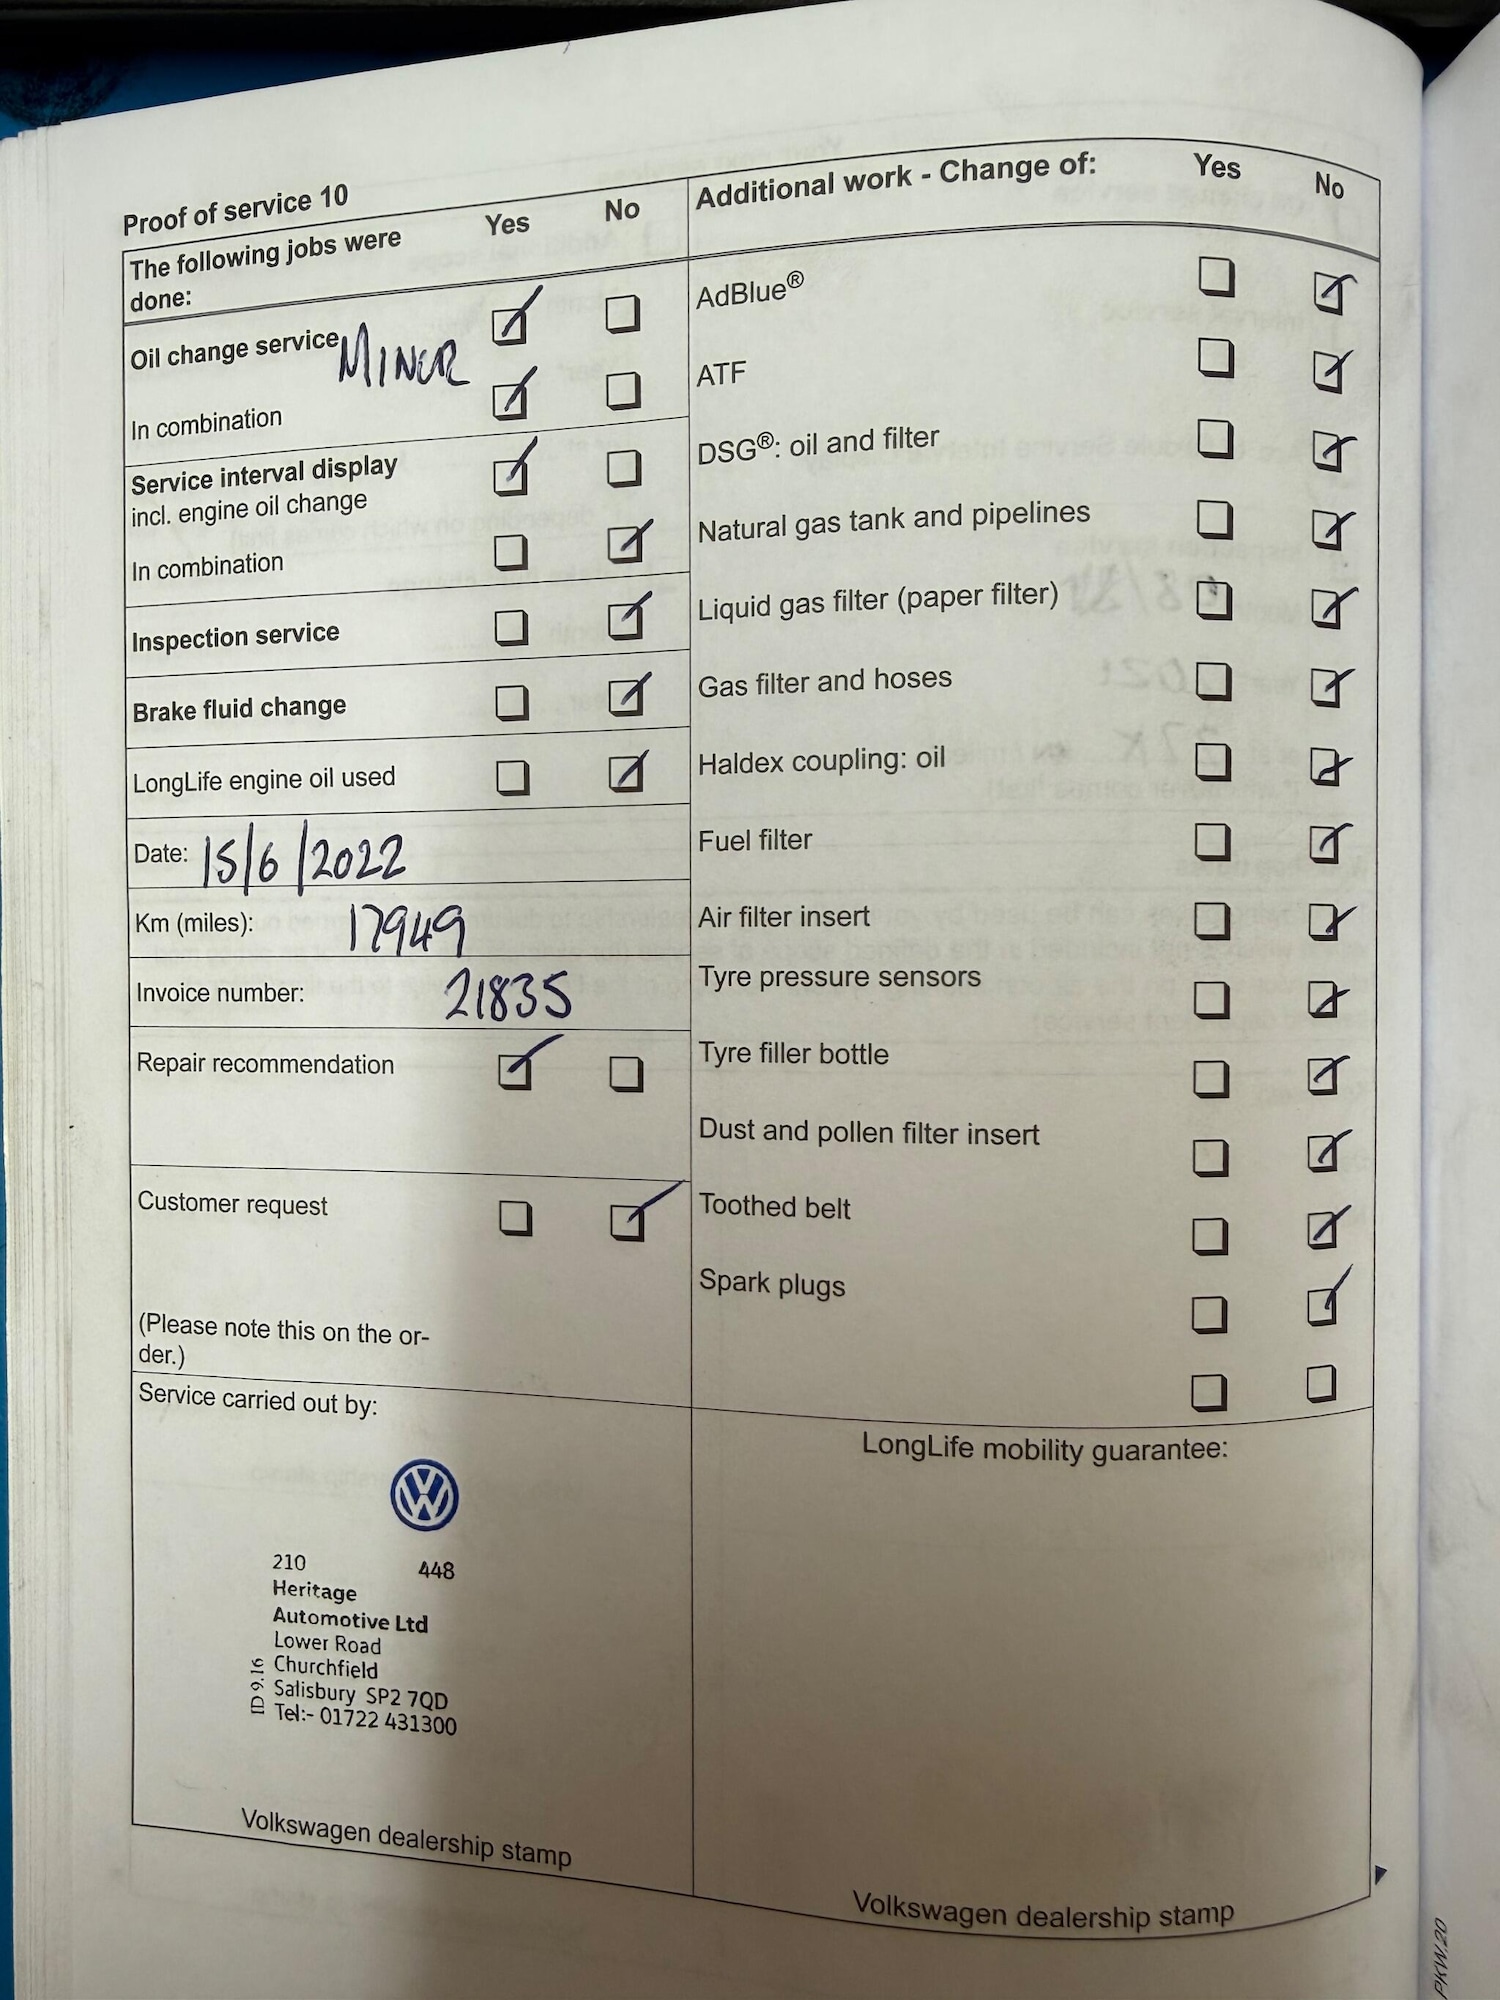 Proof of service 10
The following jobs were
done:
Yes
No
Oil change service
MINOR
In combination
Service interval display
incl. engine oil change
In combination
Inspection service
Brake fluid change
LongLife engine oil used
Date: 15/6/2022
Km (miles): 17949
Invoice number: 21835
Repair recommendation
Customer request
(Please note this on the or-
der.)
Service carried out by:
210 448
Heritage
Automotive Ltd
Lower Road
Churchfield
Salisbury SP2 7QD
Tel:- 01722 431300
ID 9.16
Volkswagen dealership stamp
Additional work - Change of:
Yes
No
AdBlue®
ATF
DSG®: oil and filter
Natural gas tank and pipelines
Liquid gas filter (paper filter)
Gas filter and hoses
Haldex coupling: oil
Fuel filter
Air filter insert
Tyre pressure sensors
Tyre filler bottle
Dust and pollen filter insert
Toothed belt
Spark plugs
LongLife mobility guarantee:
Volkswagen dealership stamp
PKW.20